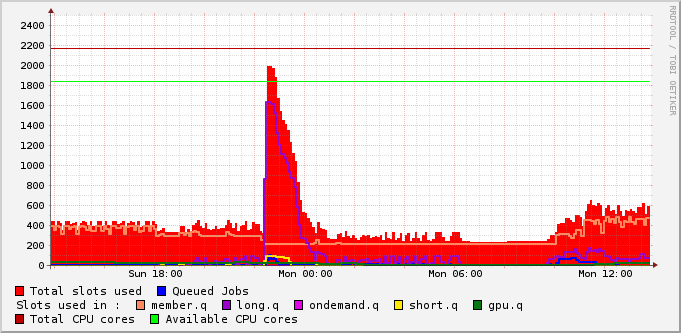 RRDTOOL / TOBI OETIKER
2400
2200
2000
1800
1600
1400
1200
1000
800
600
400
200
0
Sun 18:00 Mon 00:00 Mon 06:00 Mon 12:00
Total slots used Queued Jobs
Slots used in : member.q long.q ondemand.q short.q gpu.q
Total CPU cores Available CPU cores